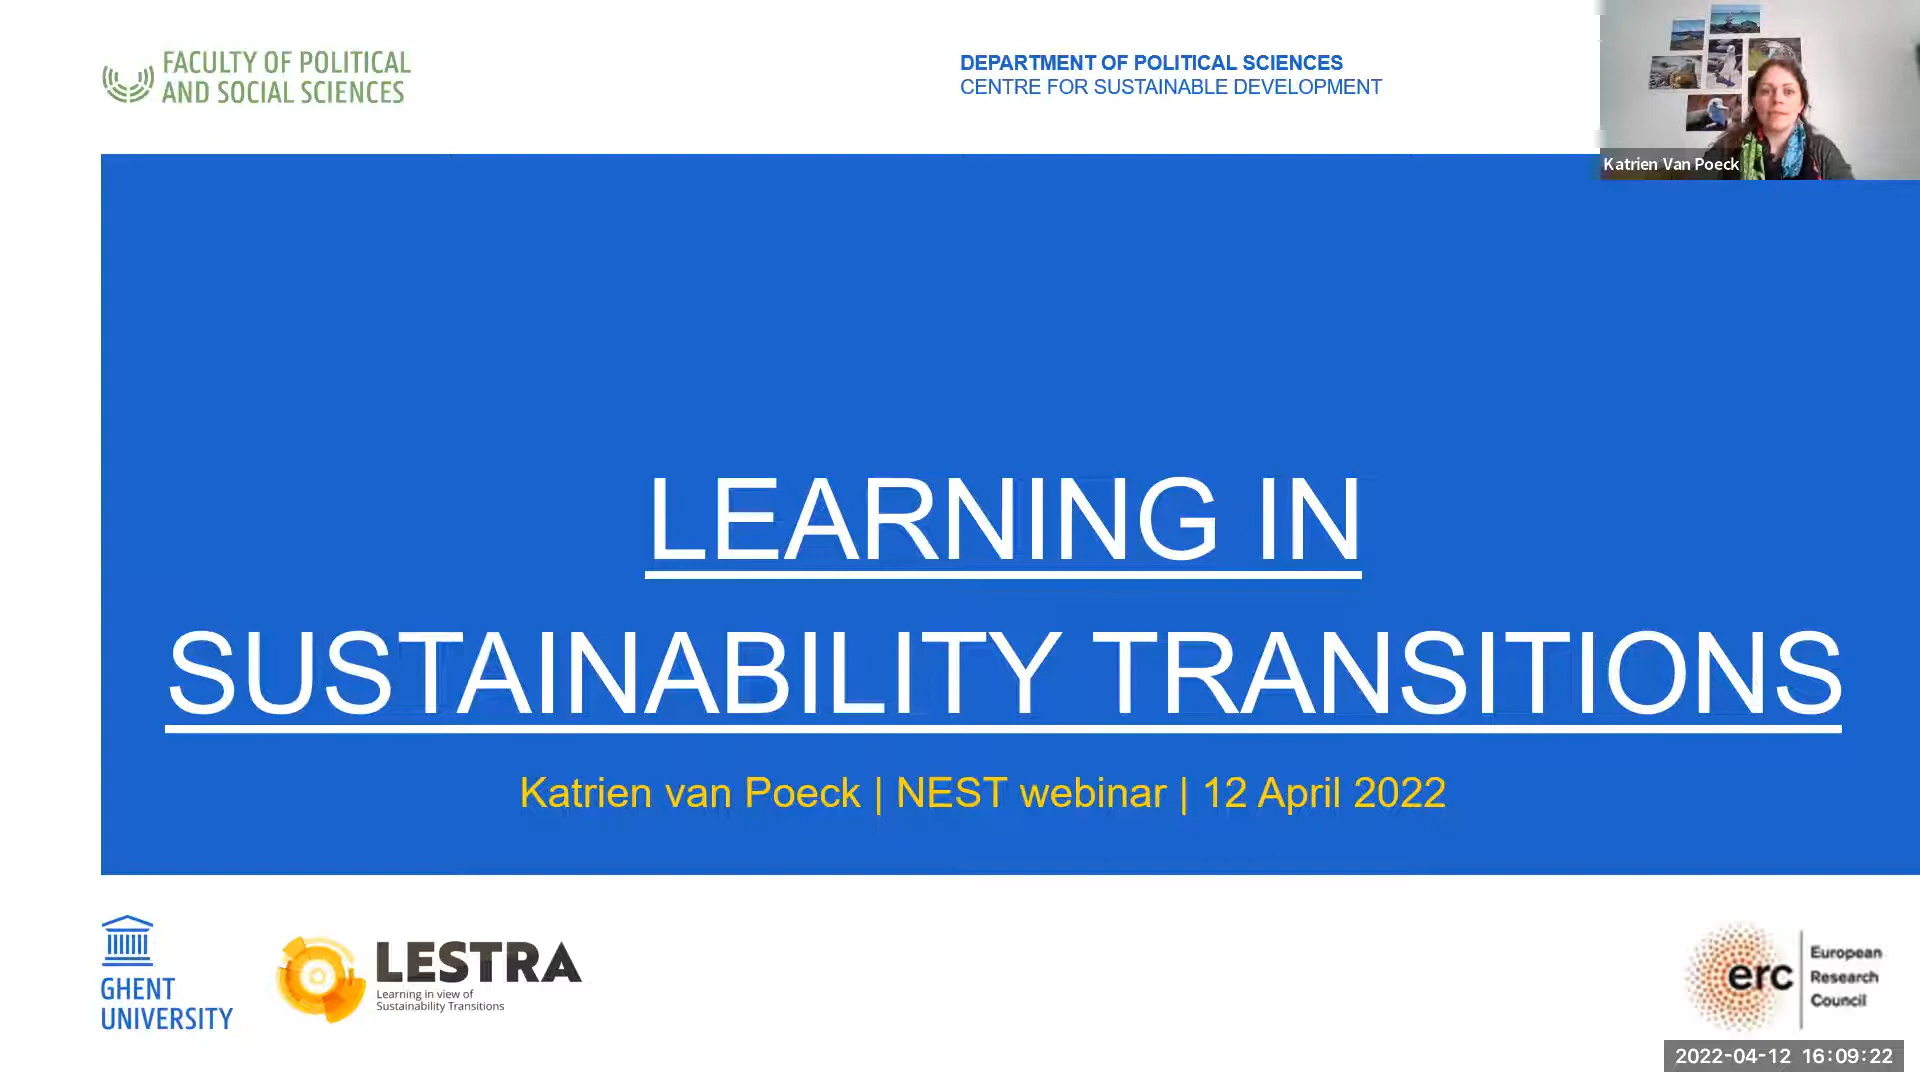 FACULTY OF POLITICAL
AND SOCIAL SCIENCES
DEPARTMENT OF POLITICAL SCIENCES
CENTRE FOR SUSTAINABLE DEVELOPMENT
Katrien Van Poeck
LEARNING IN
SUSTAINABILITY TRANSITIONS
Katrien van Poeck | NEST webinar | 12 April 2022
GHENT
UNIVERSITY
LESTRA
Learning in view of
Sustainability Transitions
erc
European
Research
Council
2022-04-12 16:09:22